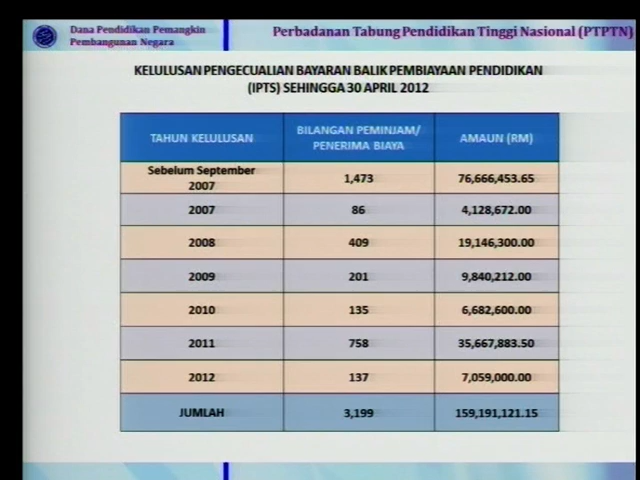 Dana Pendidikan Pemangkin
Pembangunan Negara
Perbadanan Tabung Pendidikan Tinggi Nasional (PTPTN)
KELULUSAN PENGECUALIAN BAYARAN BALIK PEMBIAYAAN PENDIDIKAN
(IPTS) SEHINGGA 30 APRIL 2012
TAHUN KELULUSAN BILANGAN PEMINJAM/ PENERIMA BIAYA AMAUN (RM)
Sebelum September 2007 1,473 76,666,453.65
2007 86 4,128,672.00
2008 409 19,146,300.00
2009 201 9,840,212.00
2010 135 6,682,600.00
2011 758 35,667,883.50
2012 137 7,059,000.00
JUMLAH 3,199 159,191,121.15